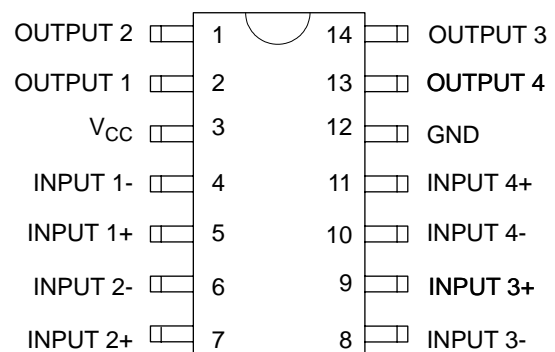 OUTPUT 2 1 14 OUTPUT 3
OUTPUT 1 2 13 OUTPUT 4
VCC 3 12 GND
INPUT 1- 4 11 INPUT 4+
INPUT 1+ 5 10 INPUT 4-
INPUT 2- 6 9 INPUT 3+
INPUT 2+ 7 8 INPUT 3-